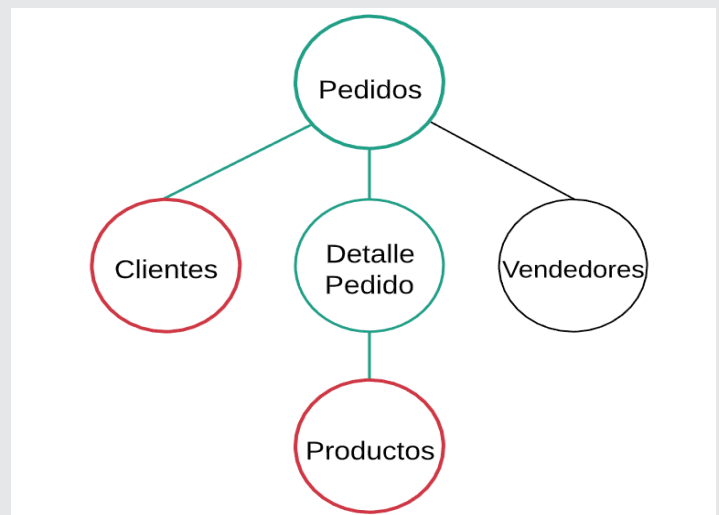 Pedidos
Clientes
Detalle
Pedido
Vendedores
Productos